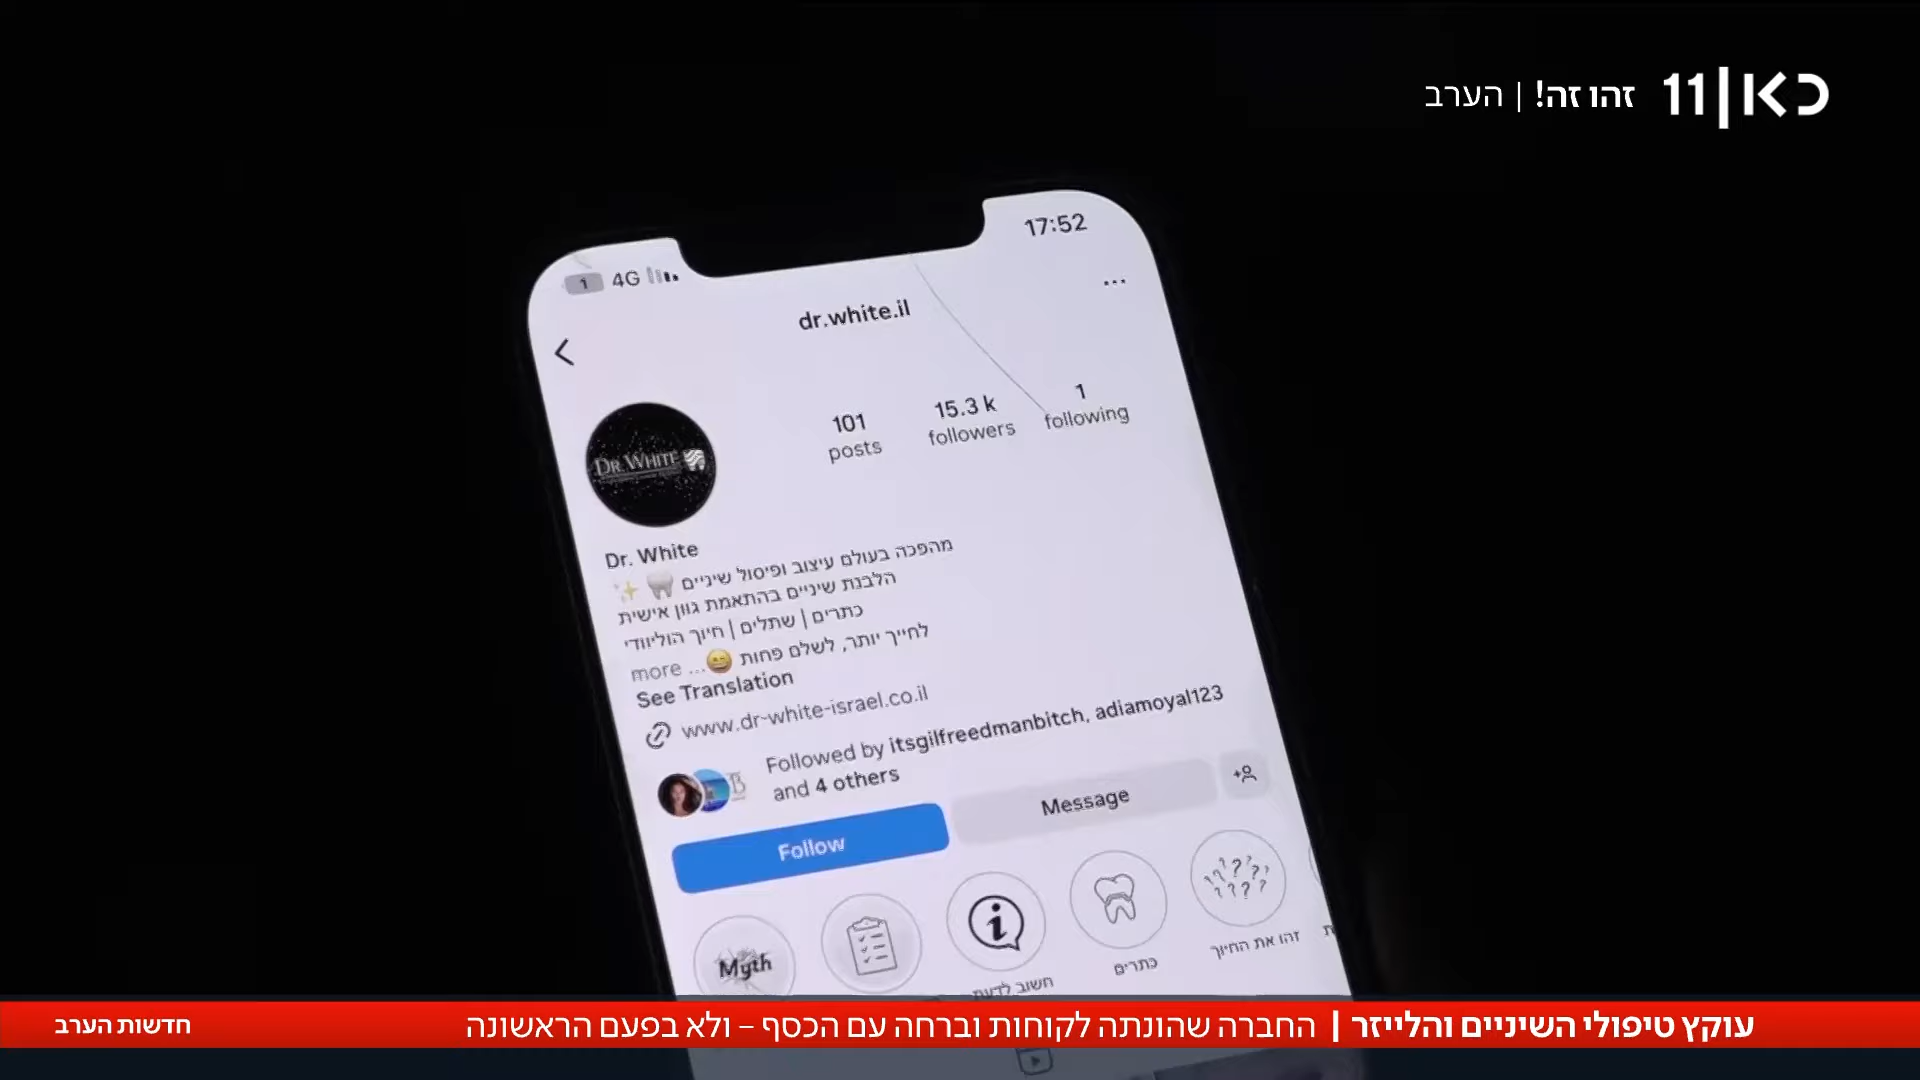 כאן|11 זהו זה! | הערב
17:52
1 4G
dr.white.il
101 posts
15.3 k followers
1 following
DR. WHITE
Dr. White
מהפכה בעולם עיצוב ופיסול שיניים 🦷 ✨
הלבנת שיניים בהתאמת גוון אישית
כתרים | שתלים | חיוך הוליוודי
לחייך יותר, לשלם פחות 😄... more
See Translation
www.dr-white-israel.co.il
Followed by itsgilfreedmanbitch, adiamoyal123
and 4 others
Follow
Message
Myth
חשוב לדעת
כתרים
זהו את החיוך
עוקץ טיפולי השיניים והלייזר | החברה שהונתה לקוחות וברחה עם הכסף – ולא בפעם הראשונה
חדשות הערב